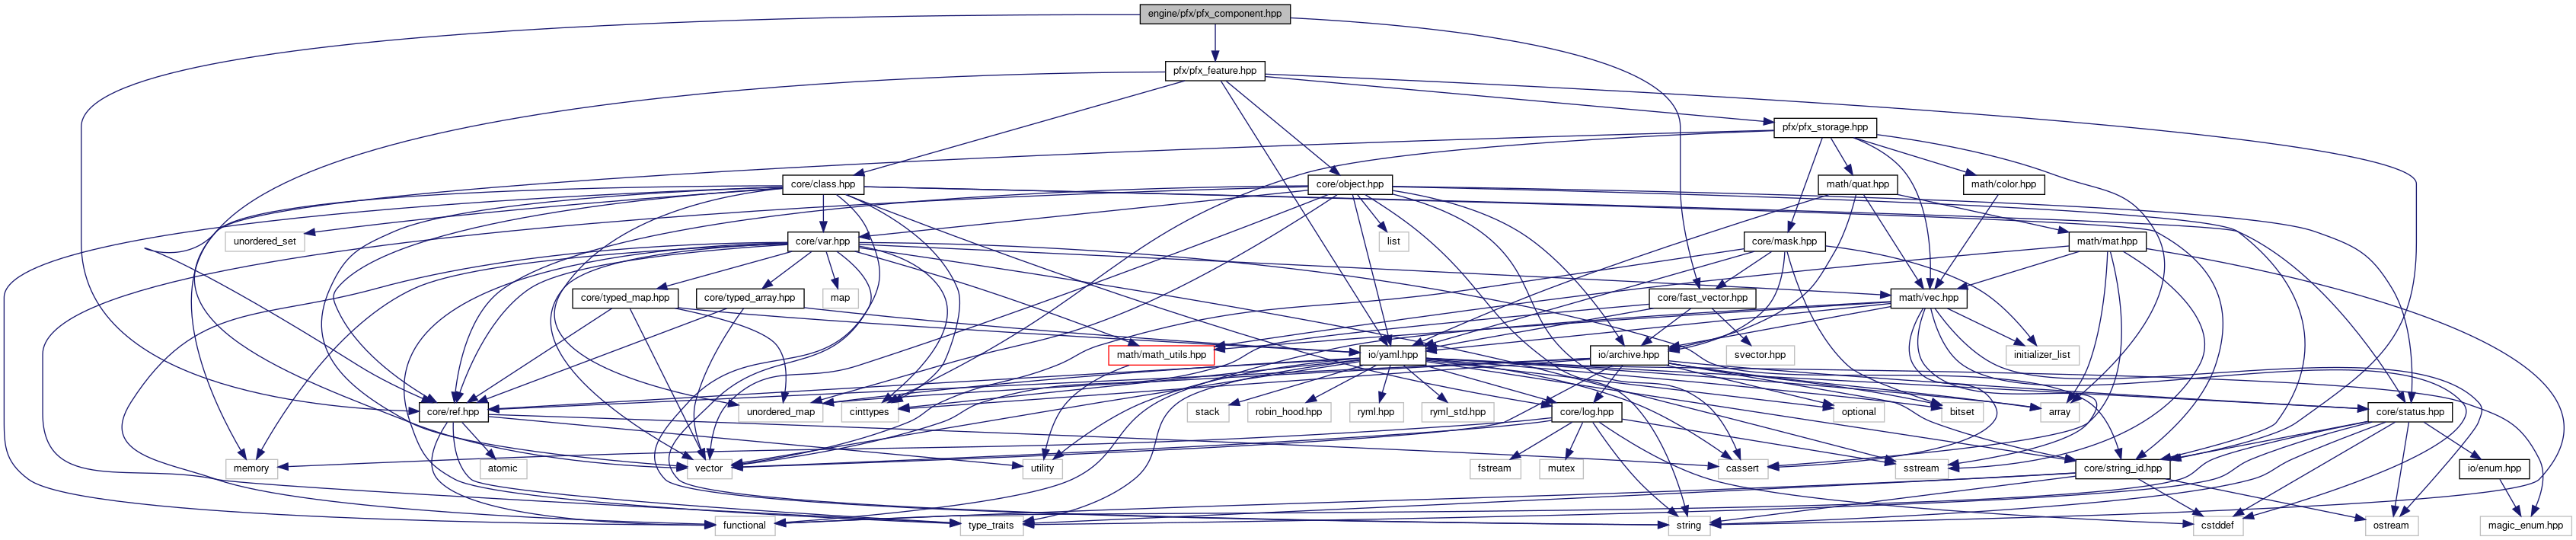 engine/pfx/pfx_component.hpp
pfx/pfx_feature.hpp
pfx/pfx_storage.hpp
core/class.hpp
core/object.hpp
math/quat.hpp
math/color.hpp
unordered_set
core/var.hpp
list
core/mask.hpp
math/mat.hpp
core/typed_map.hpp
core/typed_array.hpp
map
core/fast_vector.hpp
math/vec.hpp
math/math_utils.hpp
io/yaml.hpp
io/archive.hpp
svector.hpp
initializer_list
core/ref.hpp
unordered_map
cinttypes
stack
robin_hood.hpp
ryml.hpp
ryml_std.hpp
core/log.hpp
optional
bitset
array
core/status.hpp
memory
atomic
vector
utility
fstream
mutex
cassert
sstream
core/string_id.hpp
io/enum.hpp
functional
type_traits
string
cstddef
ostream
magic_enum.hpp